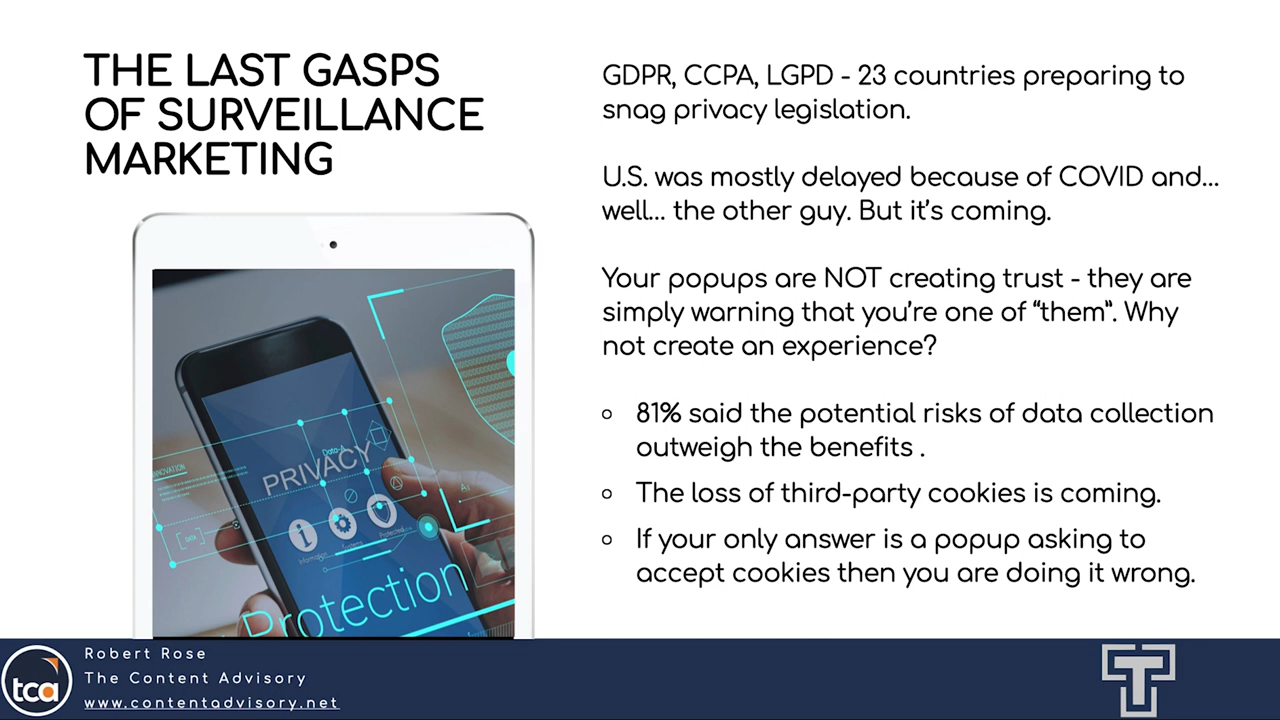 THE LAST GASPS
OF SURVEILLANCE
MARKETING
GDPR, CCPA, LGPD - 23 countries preparing to
snag privacy legislation.
U.S. was mostly delayed because of COVID and...
well... the other guy. But it's coming.
Your popups are NOT creating trust - they are
simply warning that you're one of “them”. Why
not create an experience?
81% said the potential risks of data collection
outweigh the benefits .
The loss of third-party cookies is coming.
If your only answer is a popup asking to
accept cookies then you are doing it wrong.
INNOVATION
Data-A
PRIVACY
Information
Systems
Protection
Robert Rose
The Content Advisory
www.contentadvisory.net
tca
T